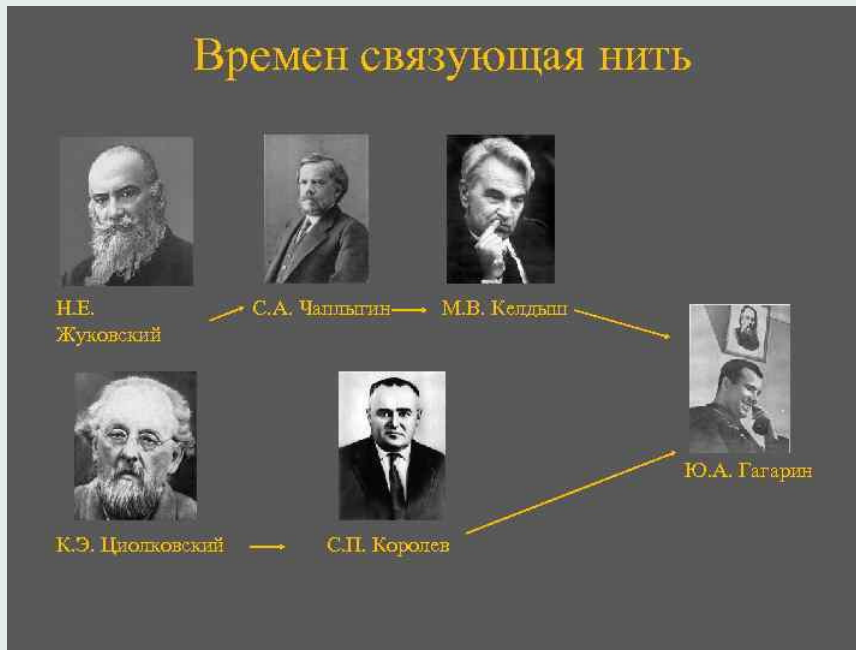 Времен связующая нить
Н.Е.
Жуковский
С.А. Чаплыгин
М.В. Келдыш
Ю.А. Гагарин
К.Э. Циолковский
С.П. Королев